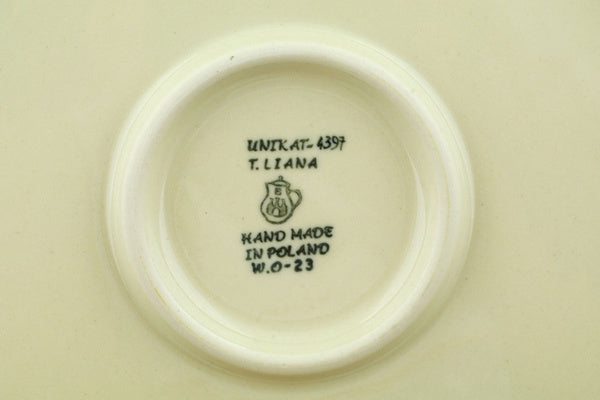 UNIKAT-4397
T.LIANA
HAND MADE
IN POLAND
W.O-23